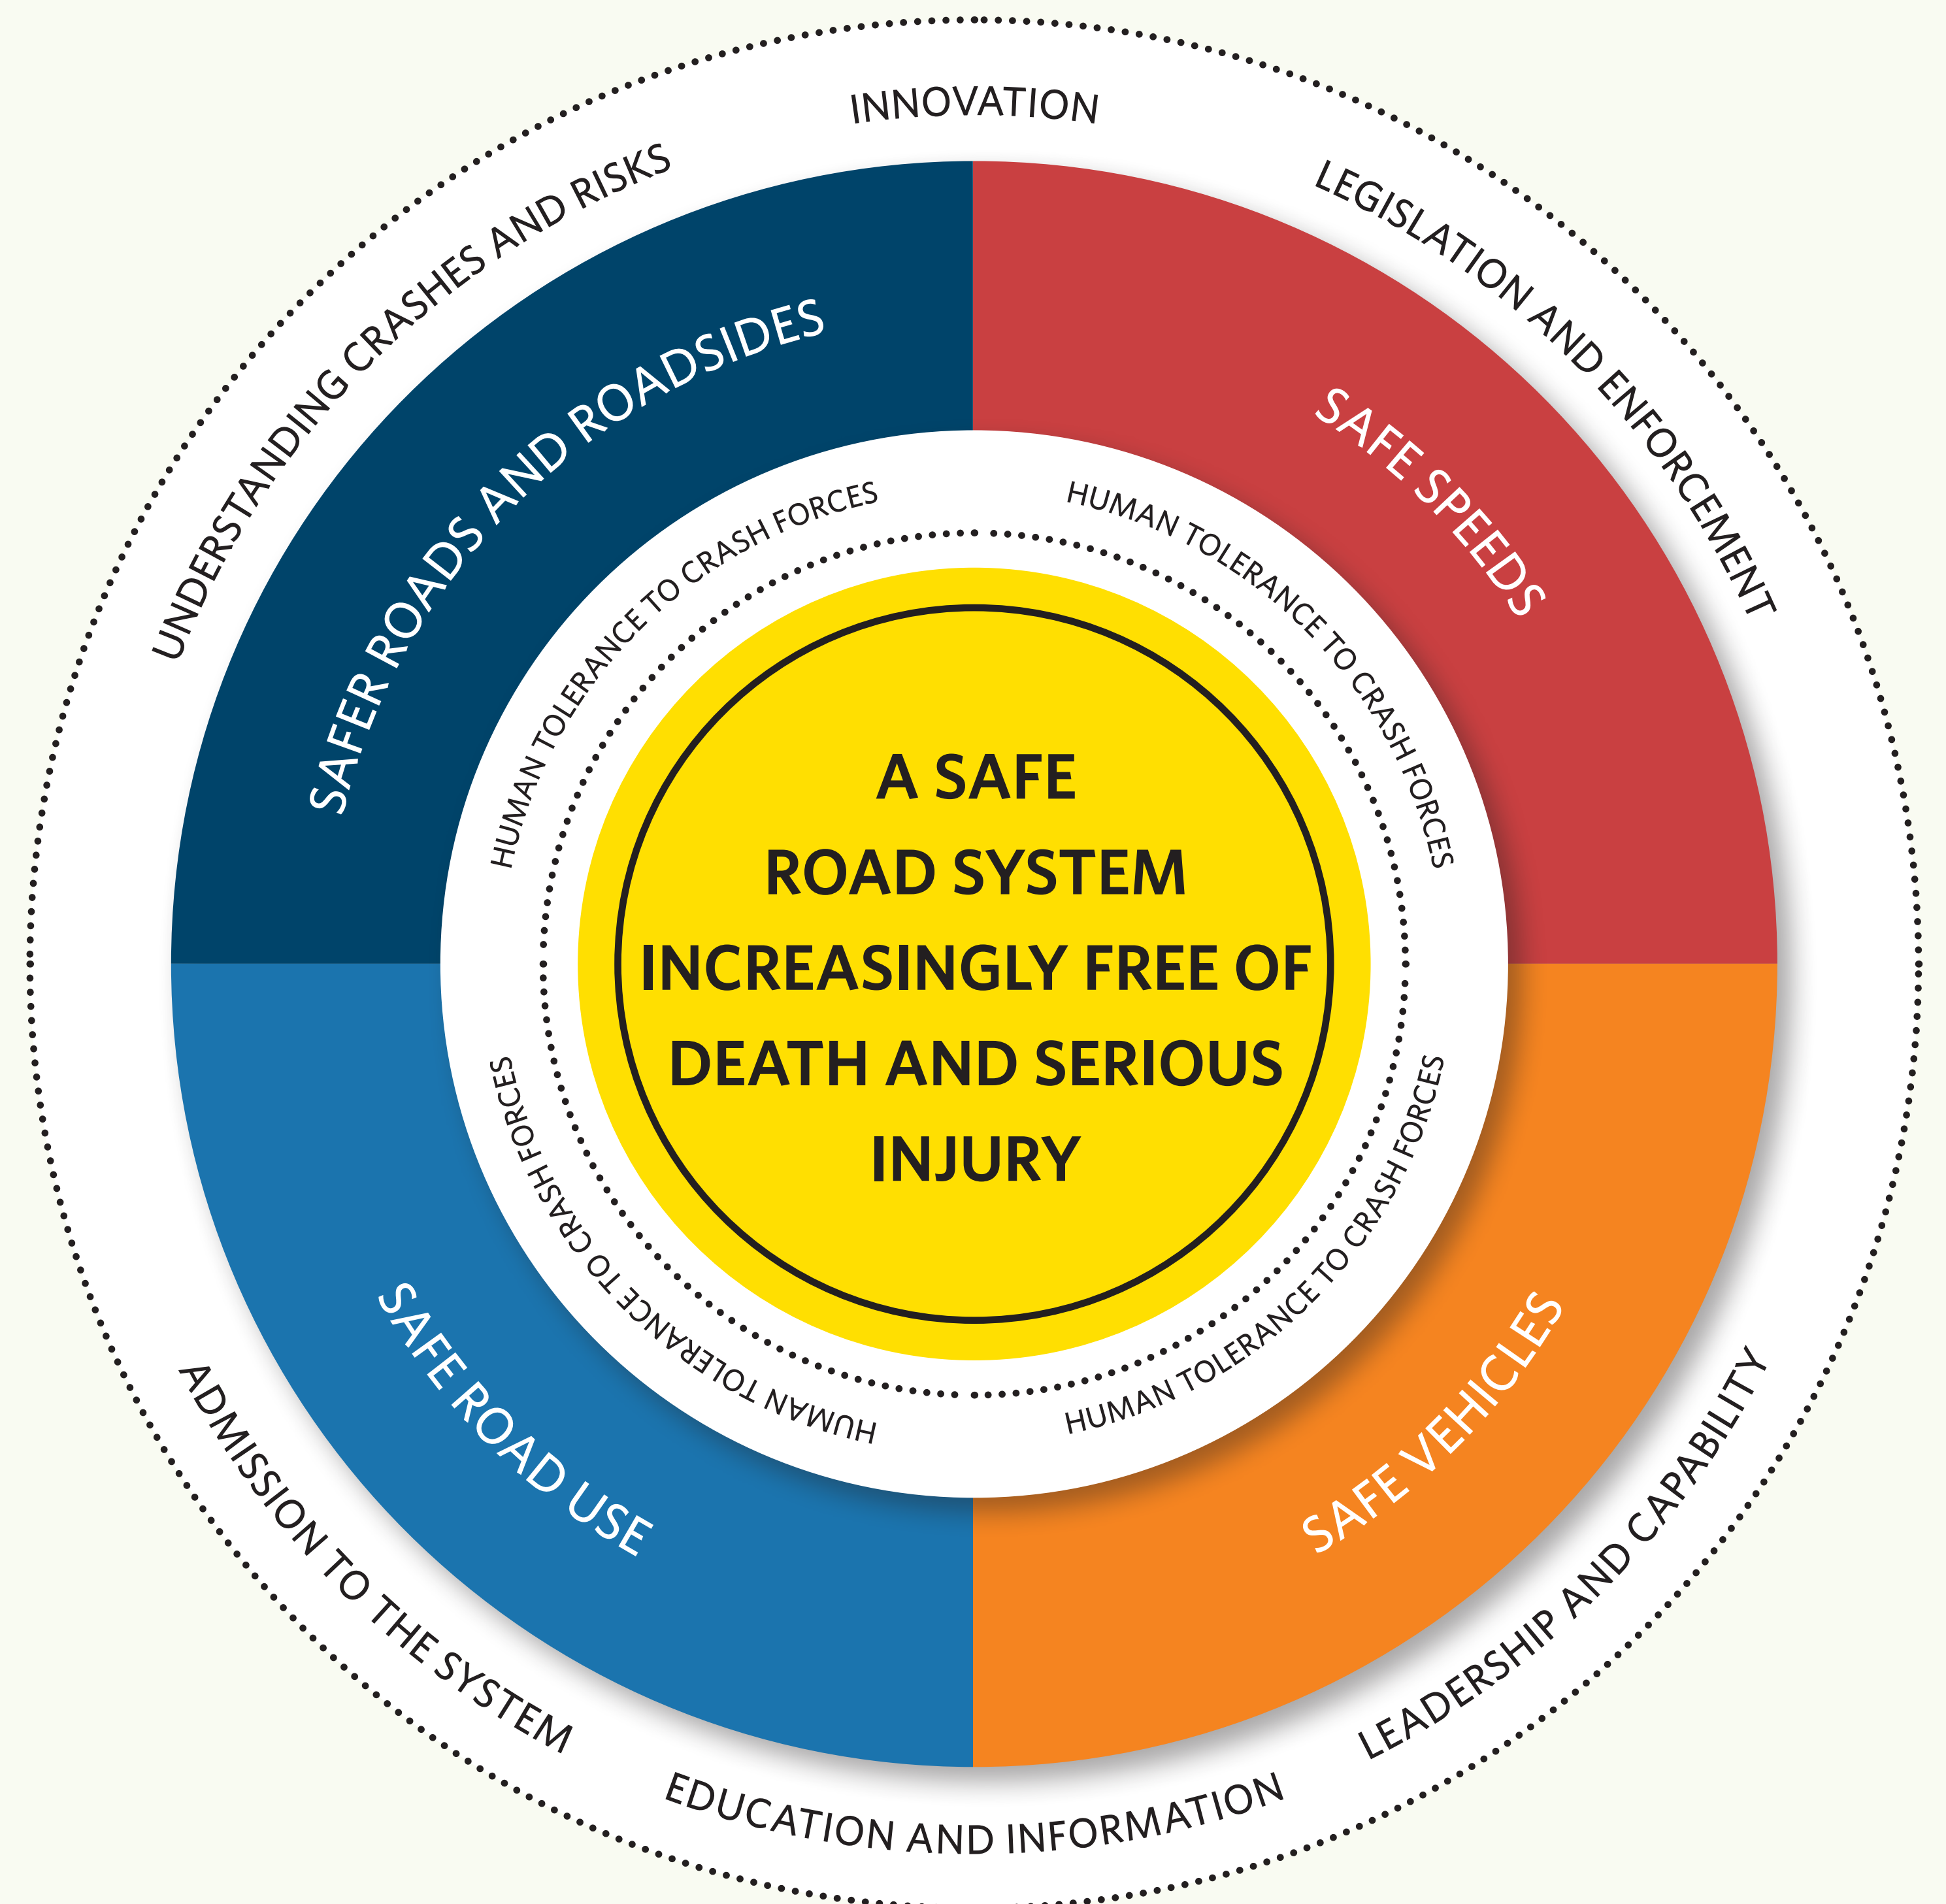 INNOVATION
UNDERSTANDING CRASHES AND RISKS
LEGISLATION AND ENFORCEMENT
SAFER ROADS AND ROADSIDES
SAFE SPEEDS
HUMAN TOLERANCE TO CRASH FORCES
HUMAN TOLERANCE TO CRASH FORCES
A SAFE
ROAD SYSTEM
INCREASINGLY FREE OF
DEATH AND SERIOUS
INJURY
HUMAN TOLERANCE TO CRASH FORCES
HUMAN TOLERANCE TO CRASH FORCES
SAFE ROAD USE
SAFE VEHICLES
ADMISSION TO THE SYSTEM
LEADERSHIP AND CAPABILITY
EDUCATION AND INFORMATION